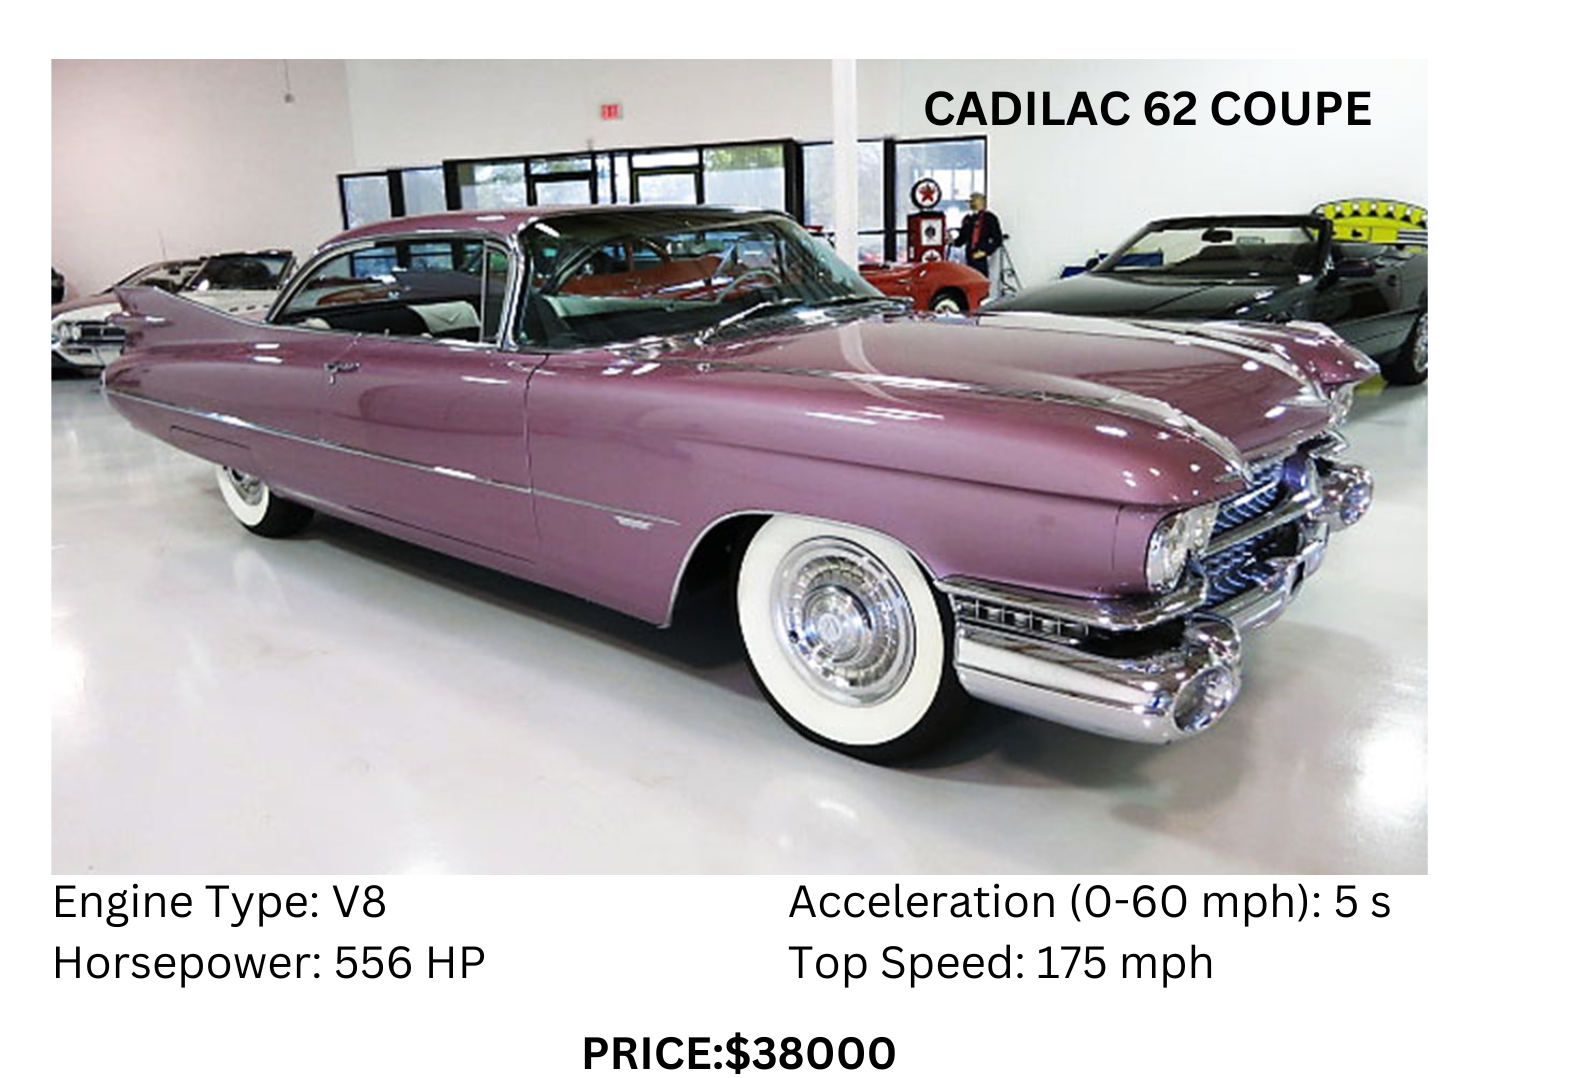 CADILAC 62 COUPE
Engine Type: V8
Acceleration (0-60 mph): 5 s
Horsepower: 556 HP
Top Speed: 175 mph
PRICE:$38000